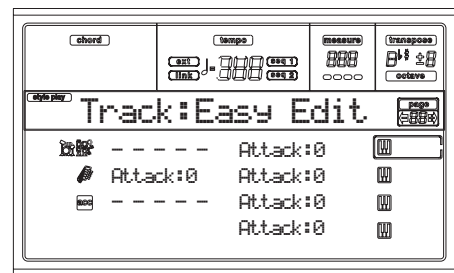 chord tempo measure transpose
ext seq 1
link seq 2
octave
style play Track:Easy Edit page
- - - - - Attack:0
Attack:0 Attack:0
ACC - - - - - Attack:0
Attack:0